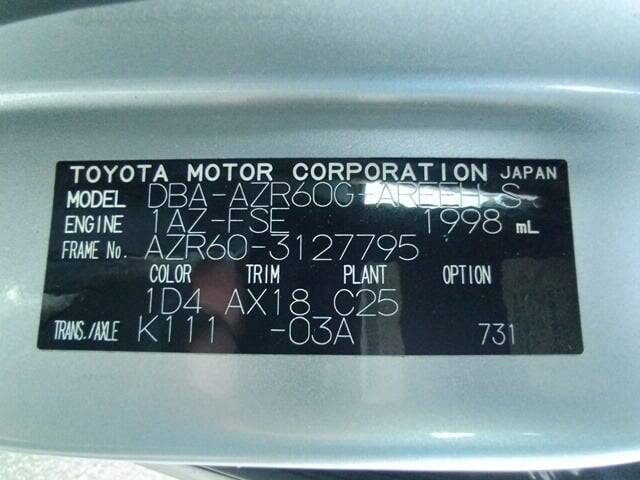 TOYOTA MOTOR CORPORATION JAPAN
MODEL DBA-AZR60G-AREEH S
ENGINE 1AZ-FSE 1998 mL
FRAME No. AZR60-3127795
COLOR TRIM PLANT OPTION
1D4 AX18 C25
TRANS./AXLE K111 -03A 731